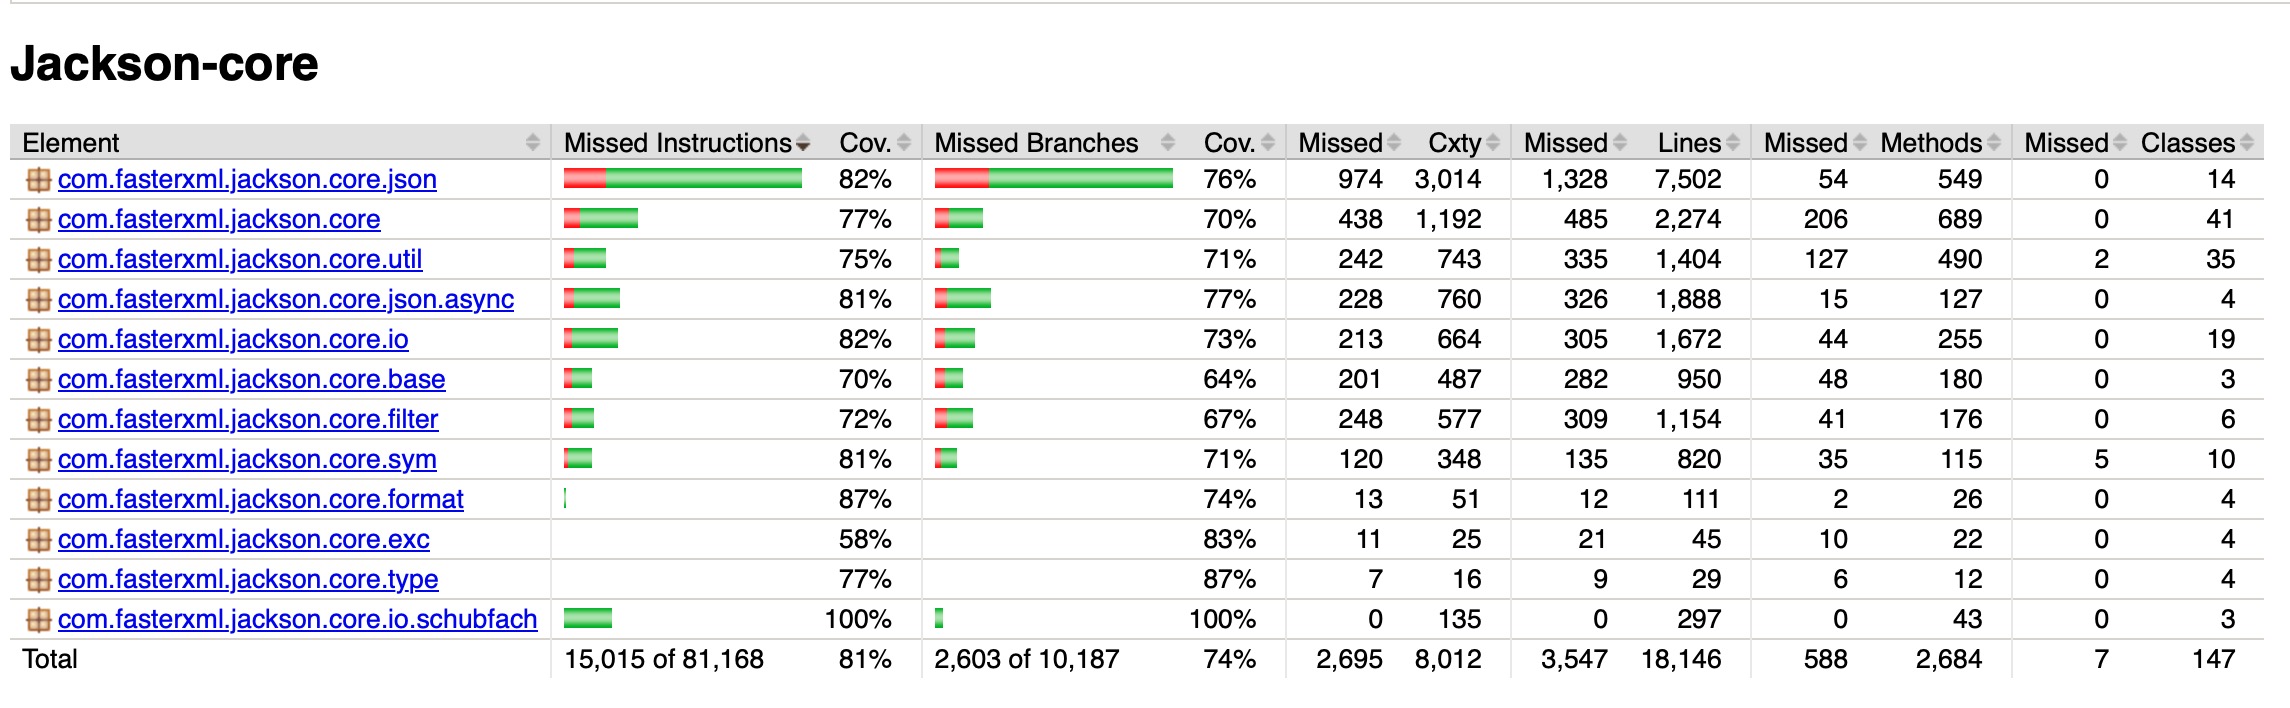 Jackson-core
Element Missed Instructions Cov. Missed Branches Cov. Missed Cxty Missed Lines Missed Methods Missed Classes
com.fasterxml.jackson.core.json 82% 76% 974 3,014 1,328 7,502 54 549 0 14
com.fasterxml.jackson.core 77% 70% 438 1,192 485 2,274 206 689 0 41
com.fasterxml.jackson.core.util 75% 71% 242 743 335 1,404 127 490 2 35
com.fasterxml.jackson.core.json.async 81% 77% 228 760 326 1,888 15 127 0 4
com.fasterxml.jackson.core.io 82% 73% 213 664 305 1,672 44 255 0 19
com.fasterxml.jackson.core.base 70% 64% 201 487 282 950 48 180 0 3
com.fasterxml.jackson.core.filter 72% 67% 248 577 309 1,154 41 176 0 6
com.fasterxml.jackson.core.sym 81% 71% 120 348 135 820 35 115 5 10
com.fasterxml.jackson.core.format 87% 74% 13 51 12 111 2 26 0 4
com.fasterxml.jackson.core.exc 58% 83% 11 25 21 45 10 22 0 4
com.fasterxml.jackson.core.type 77% 87% 7 16 9 29 6 12 0 4
com.fasterxml.jackson.core.io.schubfach 100% 100% 0 135 0 297 0 43 0 3
Total 15,015 of 81,168 81% 2,603 of 10,187 74% 2,695 8,012 3,547 18,146 588 2,684 7 147